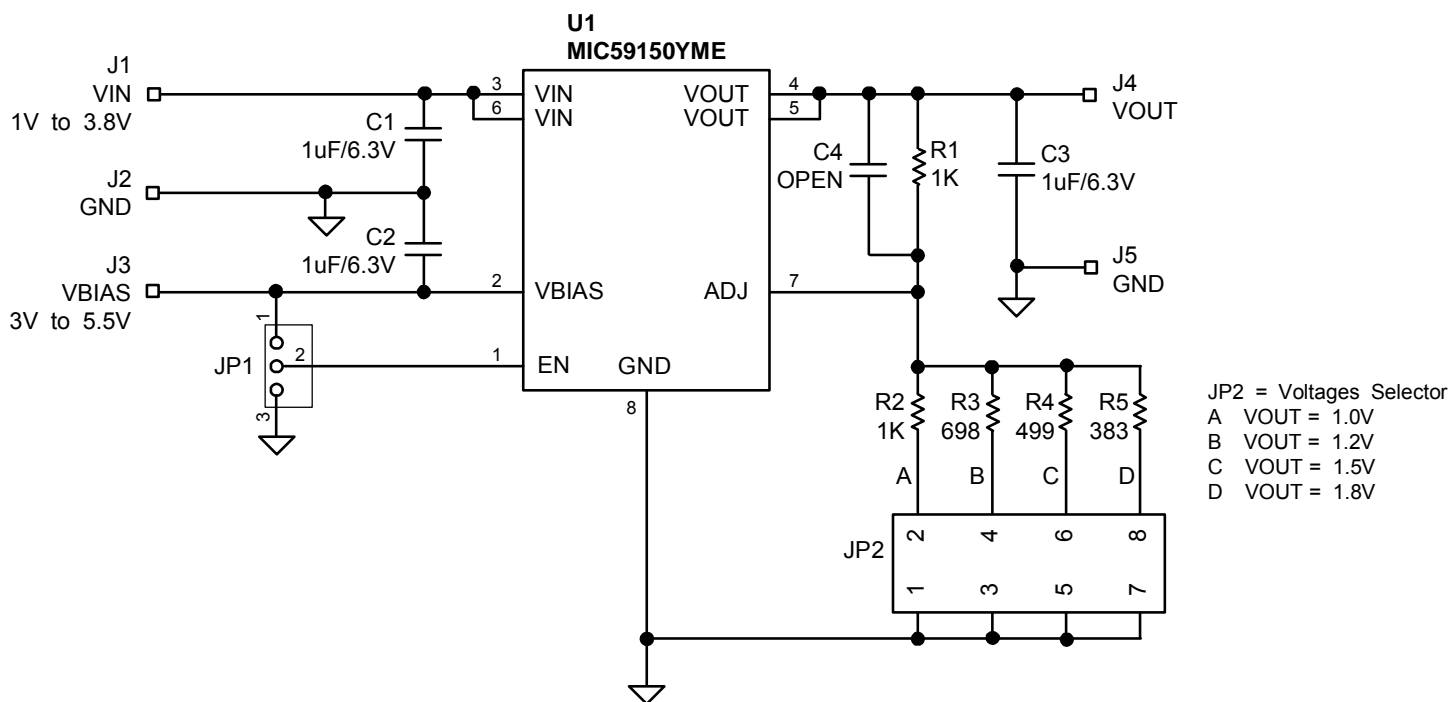 U1
MIC59150YME
J1
VIN
1V to 3.8V
3
VIN
6
VIN
VOUT
4
VOUT
5
J4
VOUT
C1
1uF/6.3V
C4
OPEN
R1
1K
C3
1uF/6.3V
J2
GND
C2
1uF/6.3V
J3
VBIAS
3V to 5.5V
2
VBIAS
ADJ
7
J5
GND
1
JP1
2
3
1
EN
GND
8
R2
1K
R3
698
R4
499
R5
383
A
B
C
D
JP2 = Voltages Selector
A VOUT = 1.0V
B VOUT = 1.2V
C VOUT = 1.5V
D VOUT = 1.8V
JP2
2 4 6 8
1 3 5 7